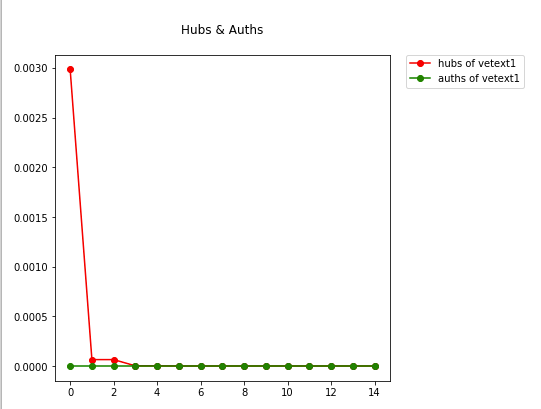 Hubs & Auths
hubs of vetext1
auths of vetext1
0.0030
0.0025
0.0020
0.0015
0.0010
0.0005
0.0000
0 2 4 6 8 10 12 14